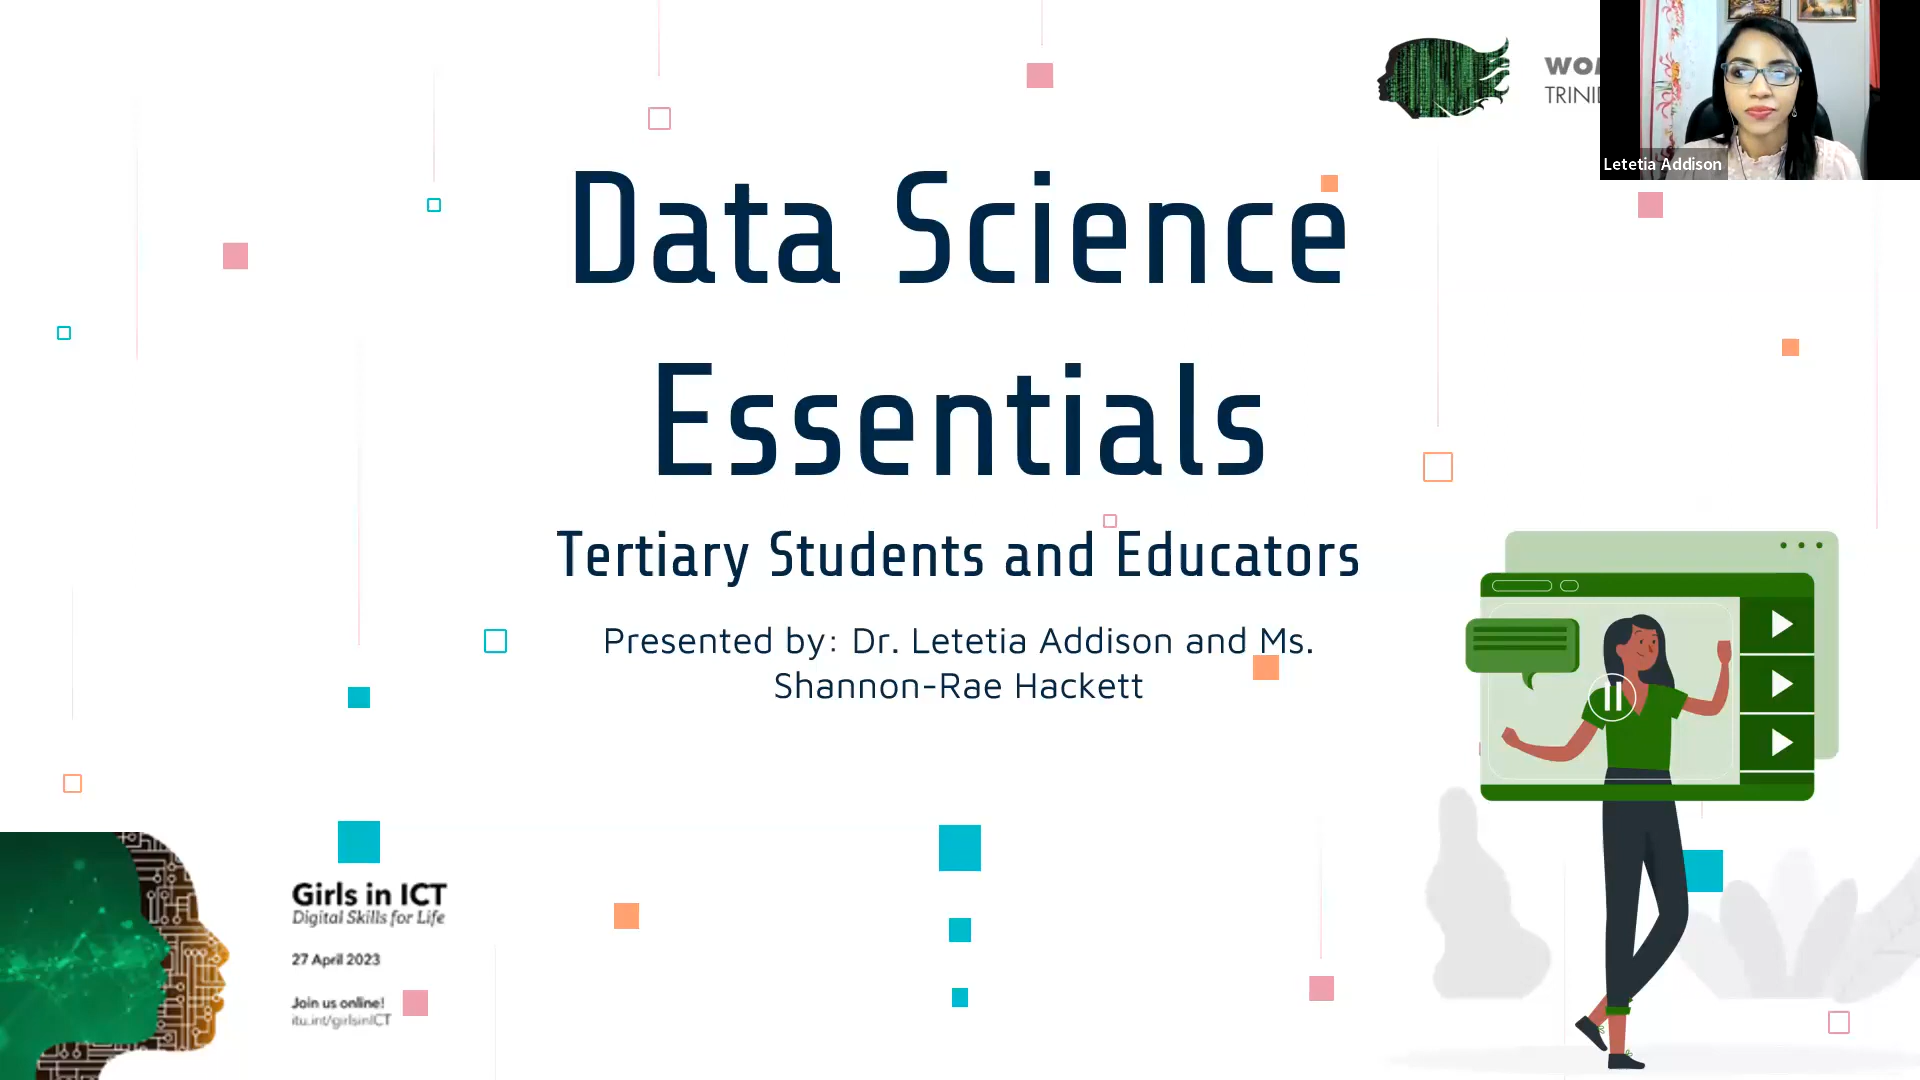 Data Science
Essentials
Tertiary Students and Educators
Presented by: Dr. Letetia Addison and Ms.
Shannon-Rae Hackett
Letetia Addison
Girls in ICT
Digital Skills for Life
27 April 2023
Join us online!
itu.int/girlsinICT